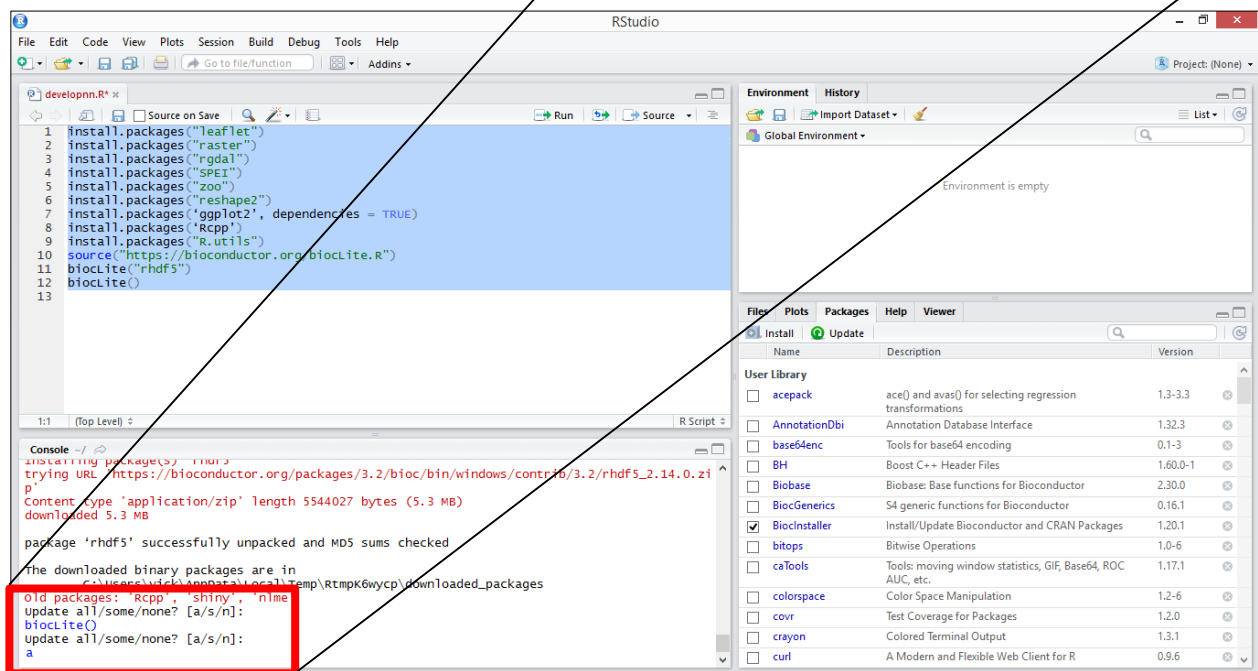 RStudio
File Edit Code View Plots Session Build Debug Tools Help
Go to file/function Addins Project: (None)
developnn.R*
Source on Save Run Source
1 install.packages("leaflet")
2 install.packages("raster")
3 install.packages("rgdal")
4 install.packages("SPEI")
5 install.packages("zoo")
6 install.packages("reshape2")
7 install.packages(‘ggplot2’, dependencies = TRUE)
8 install.packages(‘Rcpp’)
9 install.packages("R.utils")
10 source("https://bioconductor.org/biocLite.R")
11 biocLite("rhdf5")
12 biocLite()
13
1:1 (Top Level) R Script
Console ~/
installing package(s) 'rhdf5'
trying URL 'https://bioconductor.org/packages/3.2/bioc/bin/windows/contrib/3.2/rhdf5_2.14.0.zi
p'
Content type 'application/zip' length 5544027 bytes (5.3 MB)
downloaded 5.3 MB
package ‘rhdf5’ successfully unpacked and MD5 sums checked
The downloaded binary packages are in
C:\Users\vick\AppData\Local\Temp\RtmpK6wycp\downloaded_packages
Old packages: 'Rcpp', 'shiny', 'nlme
Update all/some/none? [a/s/n]:
biocLite()
Update all/some/none? [a/s/n]:
a
Environment History
Import Dataset List
Global Environment
Environment is empty
Files Plots Packages Help Viewer
Install Update
Name Description Version
User Library
acepack ace() and avas() for selecting regression transformations 1.3-3.3
AnnotationDbi Annotation Database Interface 1.32.3
base64enc Tools for base64 encoding 0.1-3
BH Boost C++ Header Files 1.60.0-1
Biobase Biobase: Base functions for Bioconductor 2.30.0
BiocGenerics S4 generic functions for Bioconductor 0.16.1
BiocInstaller Install/Update Bioconductor and CRAN Packages 1.20.1
bitops Bitwise Operations 1.0-6
caTools Tools: moving window statistics, GIF, Base64, ROC AUC, etc. 1.17.1
colorspace Color Space Manipulation 1.2-6
covr Test Coverage for Packages 1.2.0
crayon Colored Terminal Output 1.3.1
curl A Modern and Flexible Web Client for R 0.9.6